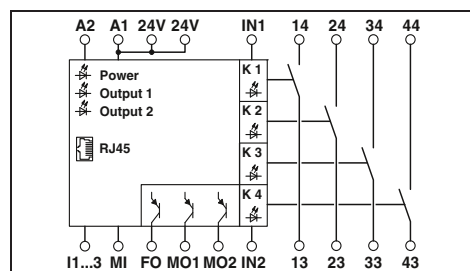 A2 A1 24V 24V IN1 14 24 34 44
Power
Output 1
Output 2
RJ45
K 1
K 2
K 3
K 4
I1...3 MI FO MO1 MO2 IN2 13 23 33 43